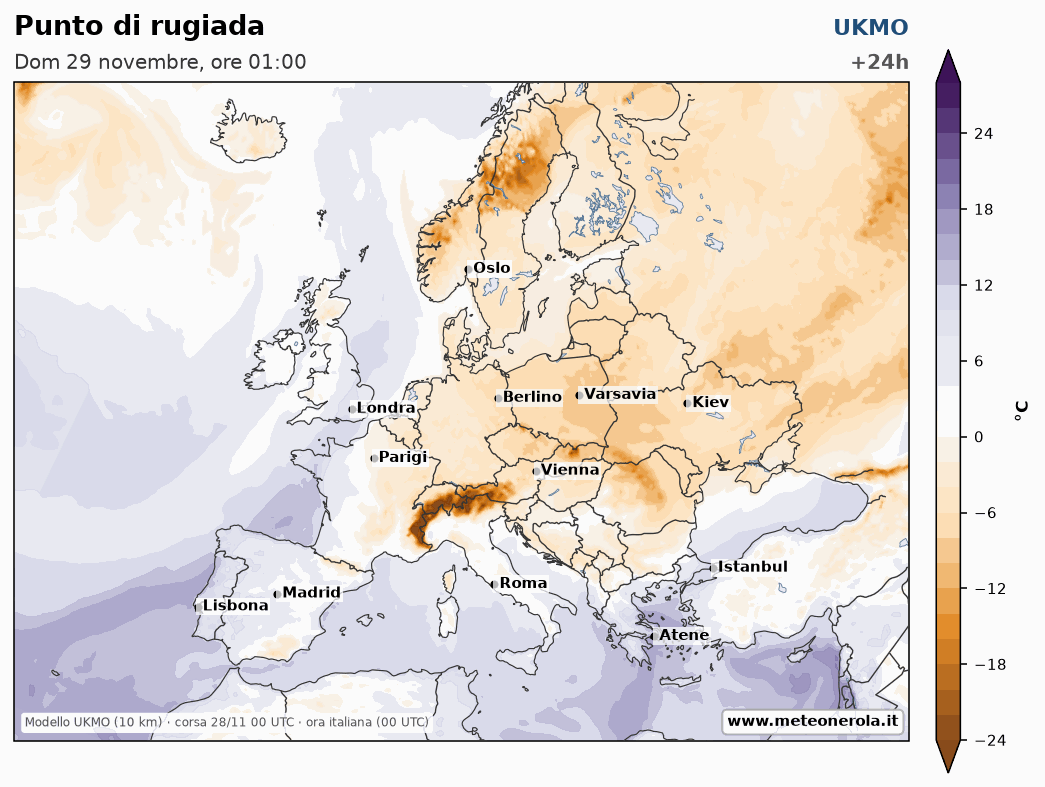 Punto di rugiada
UKMO
Dom 29 novembre, ore 01:00
+24h
Oslo
Londra
Berlino
Varsavia
Kiev
Parigi
Vienna
Istanbul
Roma
Madrid
Lisbona
Atene
24
18
12
6
0
−6
−12
−18
−24
°C
Modello UKMO (10 km) · corsa 28/11 00 UTC · ora italiana (00 UTC)
www.meteonerola.it